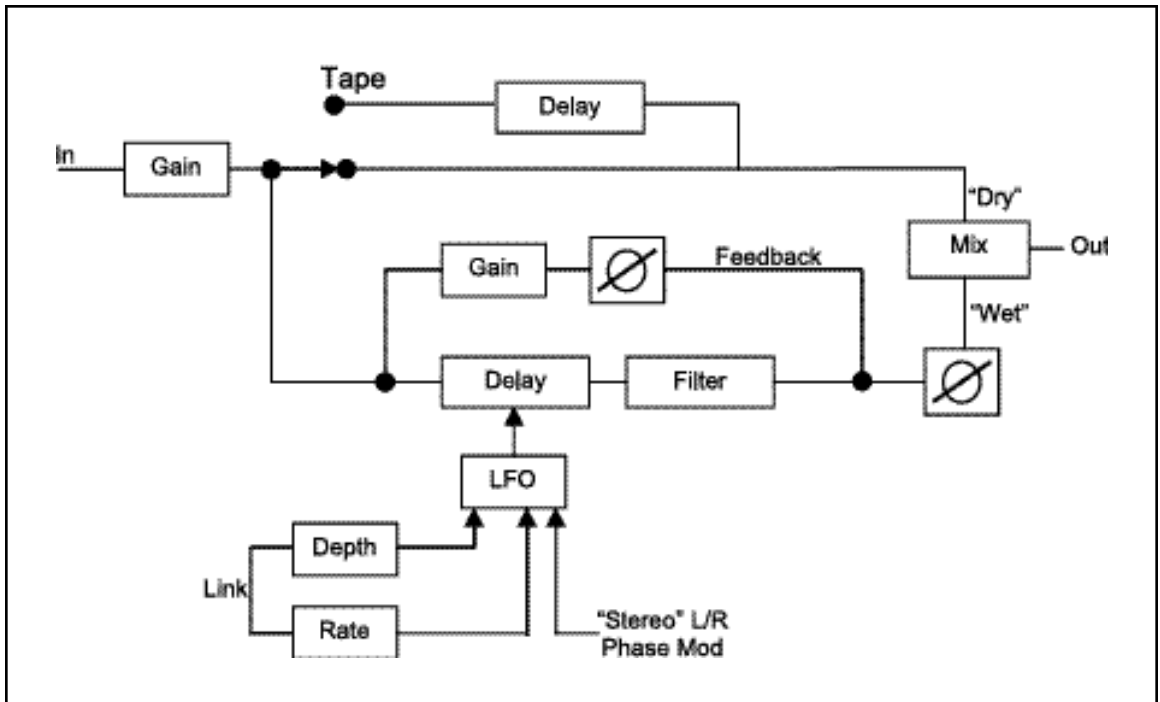 Tape
Delay
In
Gain
"Dry"
Mix
Out
Gain
Feedback
"Wet"
Delay
Filter
LFO
Depth
Link
Rate
"Stereo" L/R
Phase Mod